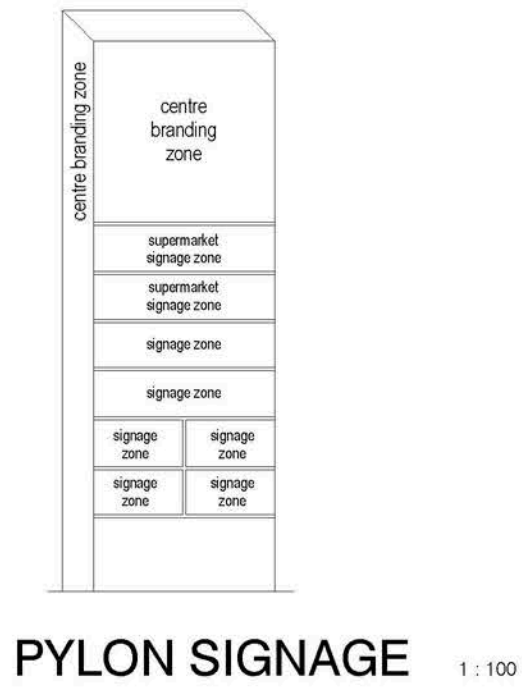 centre branding zone
centre
branding
zone
supermarket
signage zone
supermarket
signage zone
signage zone
signage zone
signage
zone
signage
zone
signage
zone
signage
zone
PYLON SIGNAGE 1 : 100